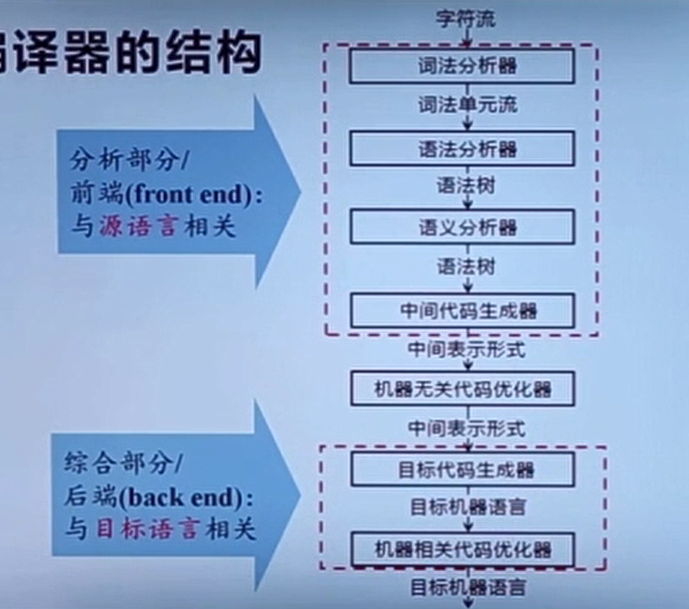 编译器的结构
字符流
词法分析器
词法单元流
语法分析器
语法树
语义分析器
语法树
中间代码生成器
中间表示形式
机器无关代码优化器
中间表示形式
目标代码生成器
目标机器语言
机器相关代码优化器
目标机器语言
分析部分/
前端(front end):
与源语言相关
综合部分/
后端(back end):
与目标语言相关